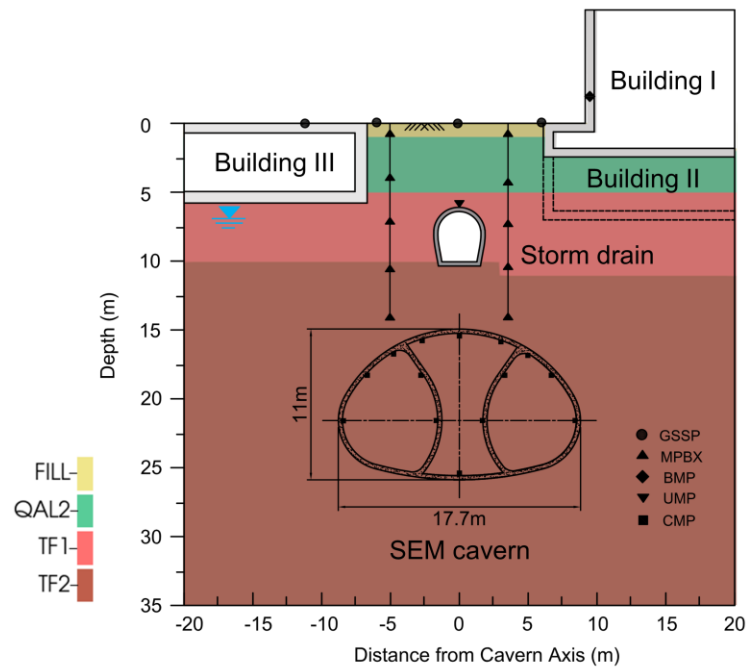 Building I
Building III
Building II
Storm drain
0
5
10
15
20
25
30
35
Depth (m)
11m
17.7m
SEM cavern
GSSP
MPBX
BMP
UMP
CMP
FILL
QAL2
TF1
TF2
-20
-15
-10
-5
0
5
10
15
20
Distance from Cavern Axis (m)